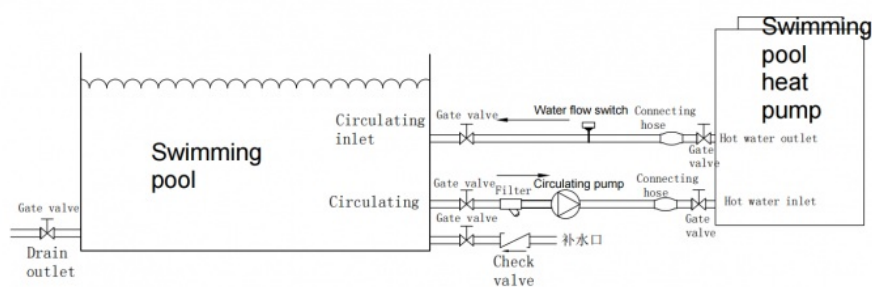 Swimming
pool
heat
pump
Circulating
inlet
Gate valve
Water flow switch
Connecting
hose
Gate
valve
Hot water outlet
Swimming
pool
Circulating
Gate valve
Filter
Circulating pump
Connecting
hose
Gate
valve
Hot water inlet
Gate valve
Drain
outlet
Gate valve
Check
valve
补水口